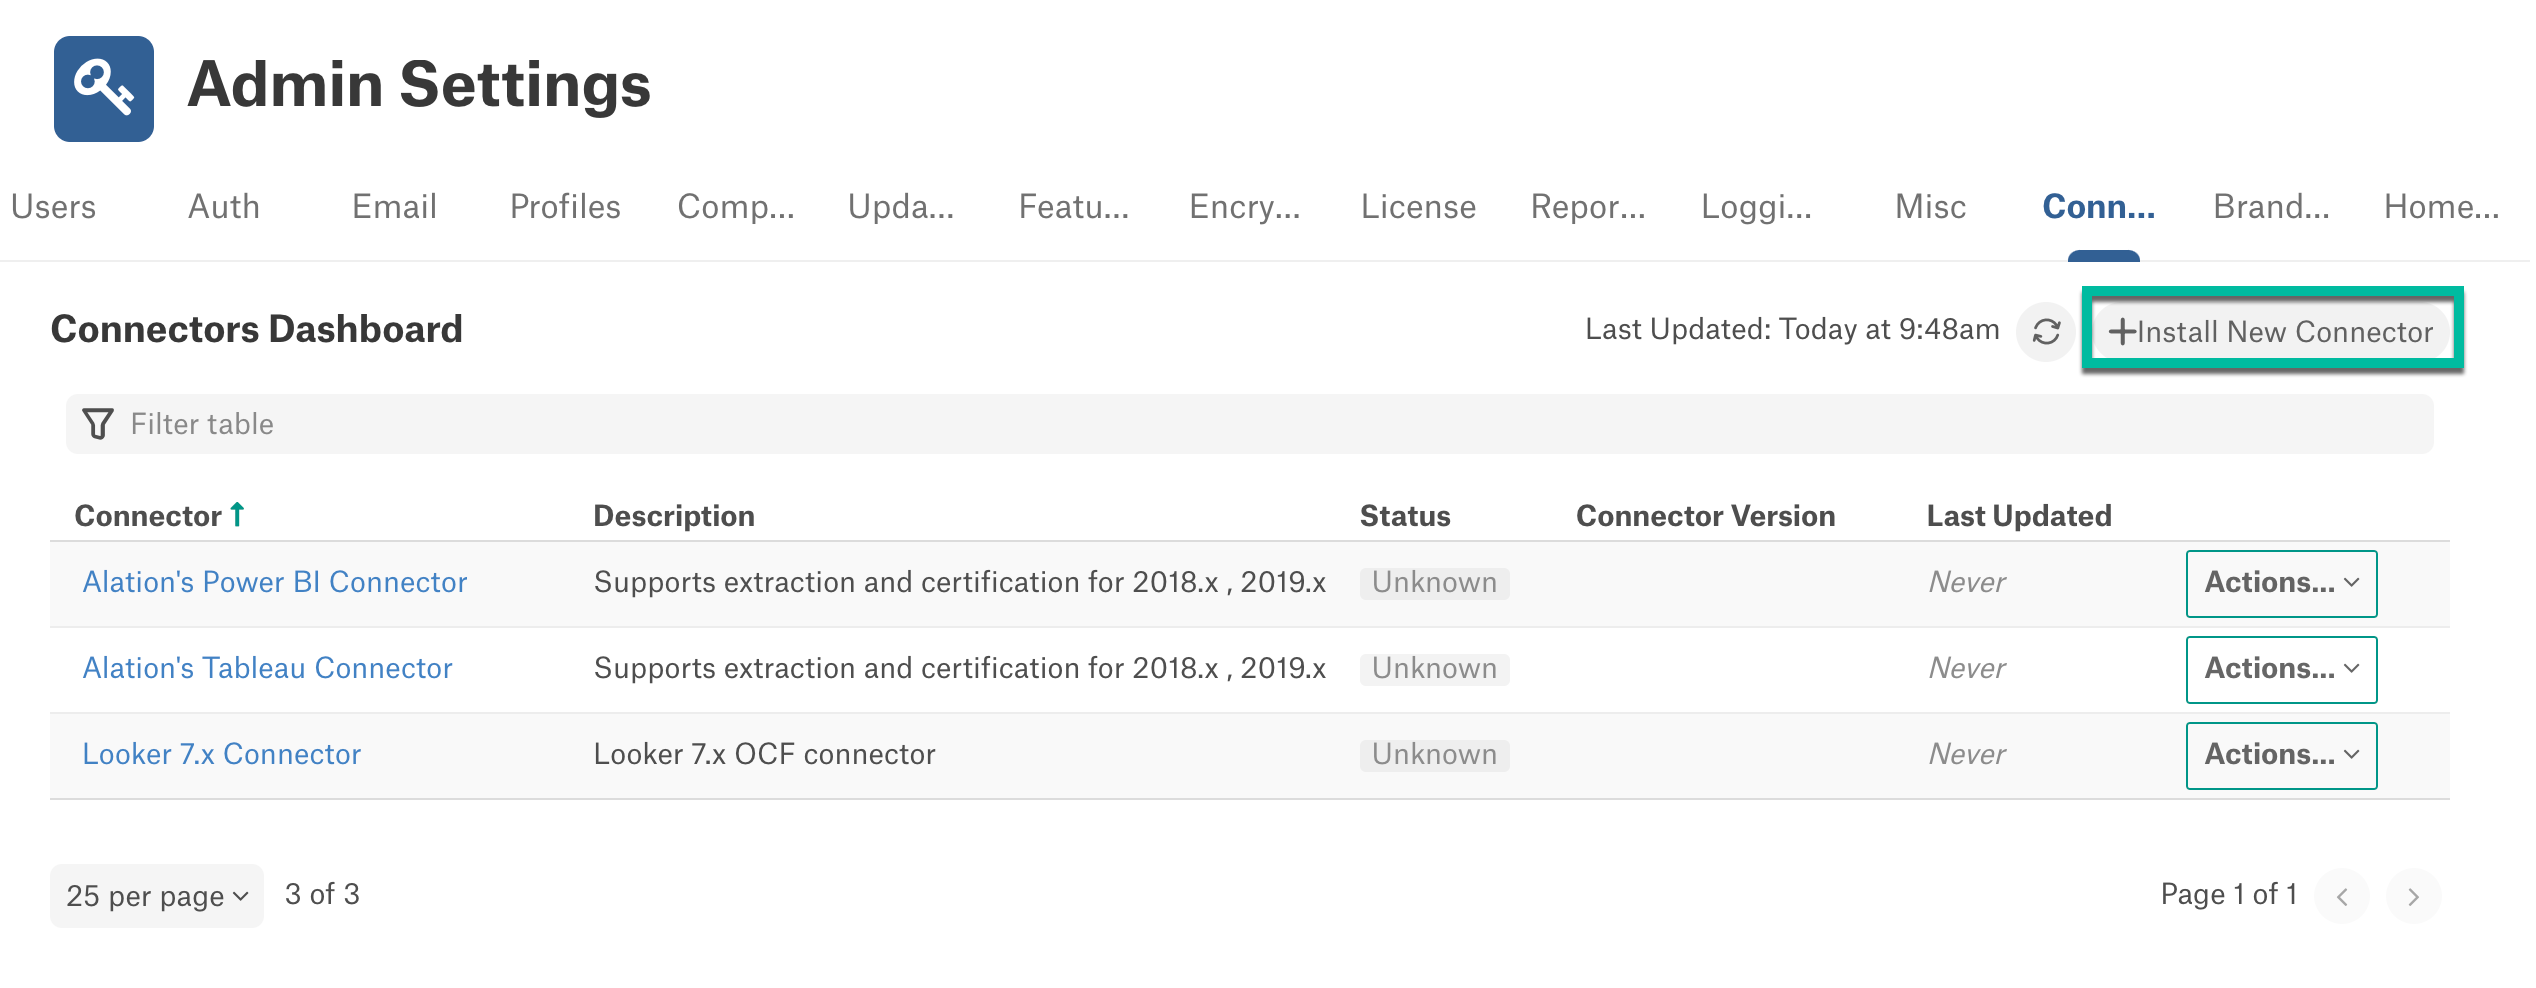 Admin Settings
Users Auth Email Profiles Comp... Upda... Featu... Encry... License Repor... Loggi... Misc Conn... Brand... Home...
Connectors Dashboard Last Updated: Today at 9:48am +Install New Connector
Filter table
Connector ↑ Description Status Connector Version Last Updated
Alation's Power BI Connector Supports extraction and certification for 2018.x , 2019.x Unknown Never Actions...
Alation's Tableau Connector Supports extraction and certification for 2018.x , 2019.x Unknown Never Actions...
Looker 7.x Connector Looker 7.x OCF connector Unknown Never Actions...
25 per page 3 of 3 Page 1 of 1